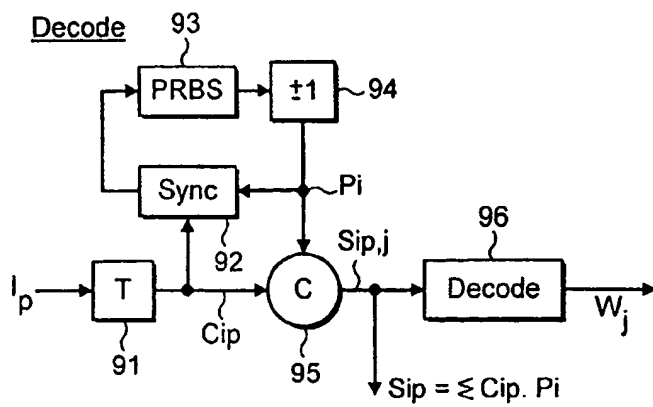 Decode
93
PRBS
±1
94
Sync
Pi
92
Sip,j
96
Ip
T
C
Decode
Wj
91
Cip
95
Sip = ≶ Cip. Pi